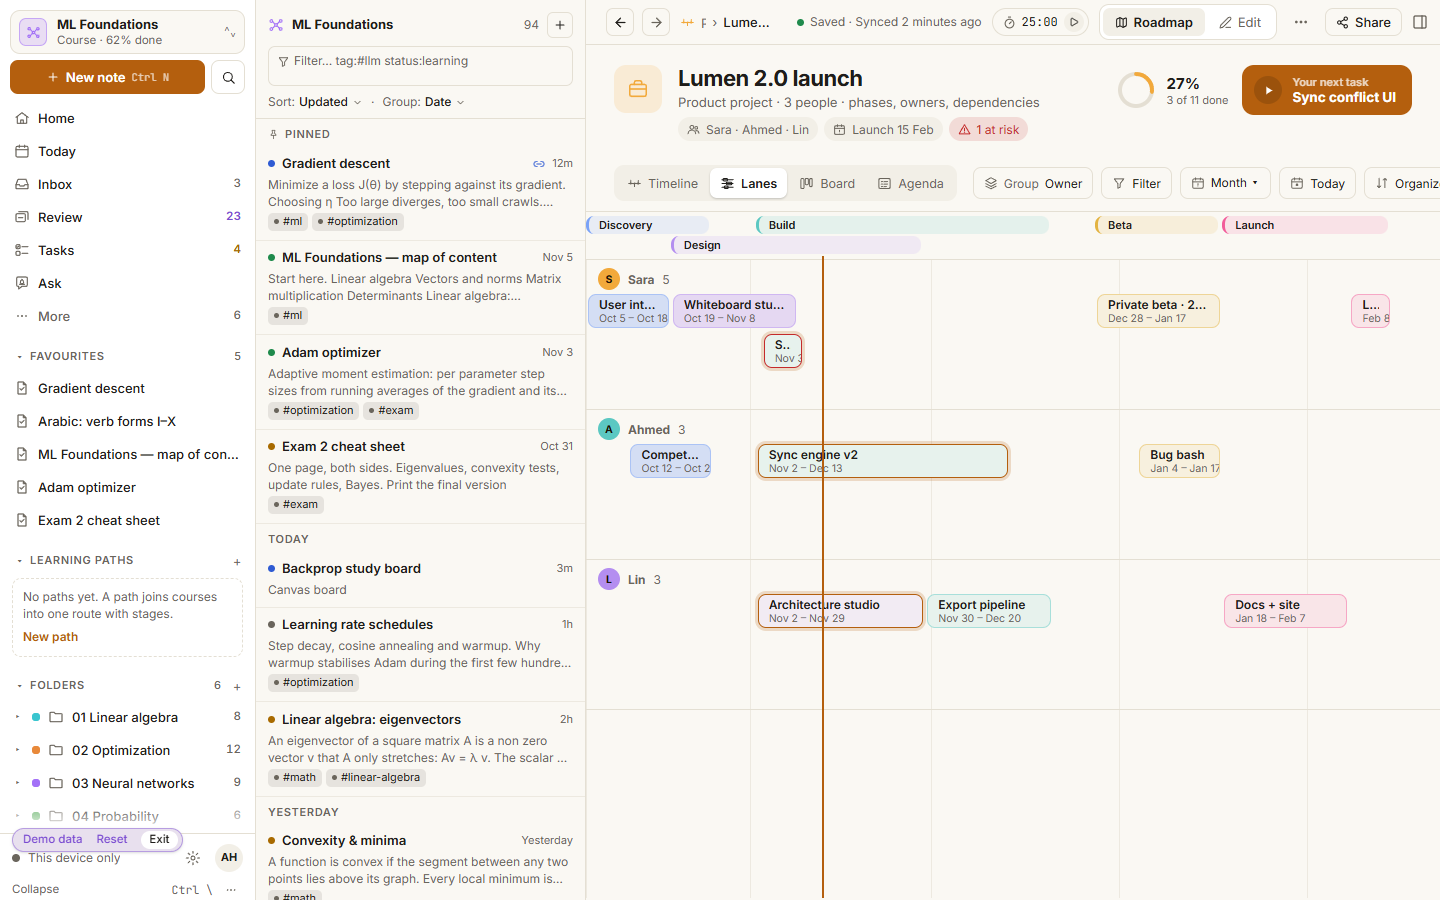 ML Foundations
Course · 62% done
New note Ctrl N
Home
Today
Inbox 3
Review 23
Tasks 4
Ask
More 6
FAVOURITES 5
Gradient descent
Arabic: verb forms I–X
ML Foundations — map of con...
Adam optimizer
Exam 2 cheat sheet
LEARNING PATHS +
No paths yet. A path joins courses
into one route with stages.
New path
FOLDERS 6 +
01 Linear algebra 8
02 Optimization 12
03 Neural networks 9
04 Probability 6
Demo data Reset Exit
This device only AH
Collapse Ctrl \ ...
ML Foundations 94 +
Filter... tag:#llm status:learning
Sort: Updated · Group: Date
PINNED
Gradient descent 12m
Minimize a loss J(θ) by stepping against its gradient.
Choosing η Too large diverges, too small crawls....
#ml #optimization
ML Foundations — map of content Nov 5
Start here. Linear algebra Vectors and norms Matrix
multiplication Determinants Linear algebra:...
#ml
Adam optimizer Nov 3
Adaptive moment estimation: per parameter step
sizes from running averages of the gradient and its...
#optimization #exam
Exam 2 cheat sheet Oct 31
One page, both sides. Eigenvalues, convexity tests,
update rules, Bayes. Print the final version
#exam
TODAY
Backprop study board 3m
Canvas board
Learning rate schedules 1h
Step decay, cosine annealing and warmup. Why
warmup stabilises Adam during the first few hundre...
#optimization
Linear algebra: eigenvectors 2h
An eigenvector of a square matrix A is a non zero
vector v that A only stretches: Av = λ v. The scalar ...
#math #linear-algebra
YESTERDAY
Convexity & minima Yesterday
A function is convex if the segment between any two
points lies above its graph. Every local minimum is...
#math
› Lume... Saved · Synced 2 minutes ago 25:00 Roadmap Edit ... Share
Lumen 2.0 launch
Product project · 3 people · phases, owners, dependencies
Sara · Ahmed · Lin Launch 15 Feb 1 at risk
27%
3 of 11 done
Your next task
Sync conflict UI
Timeline Lanes Board Agenda Group Owner Filter Month Today Organiz
Discovery Build Beta Launch
Design
S Sara 5
User int... Whiteboard stu... Private beta · 2... L...
Oct 5 – Oct 18 Oct 19 – Nov 8 Dec 28 – Jan 17 Feb 8
S..
Nov 3
A Ahmed 3
Compet... Sync engine v2 Bug bash
Oct 12 – Oct 2 Nov 2 – Dec 13 Jan 4 – Jan 17
L Lin 3
Architecture studio Export pipeline Docs + site
Nov 2 – Nov 29 Nov 30 – Dec 20 Jan 18 – Feb 7